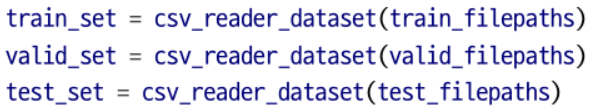 train_set = csv_reader_dataset(train_filepaths)
valid_set = csv_reader_dataset(valid_filepaths)
test_set = csv_reader_dataset(test_filepaths)